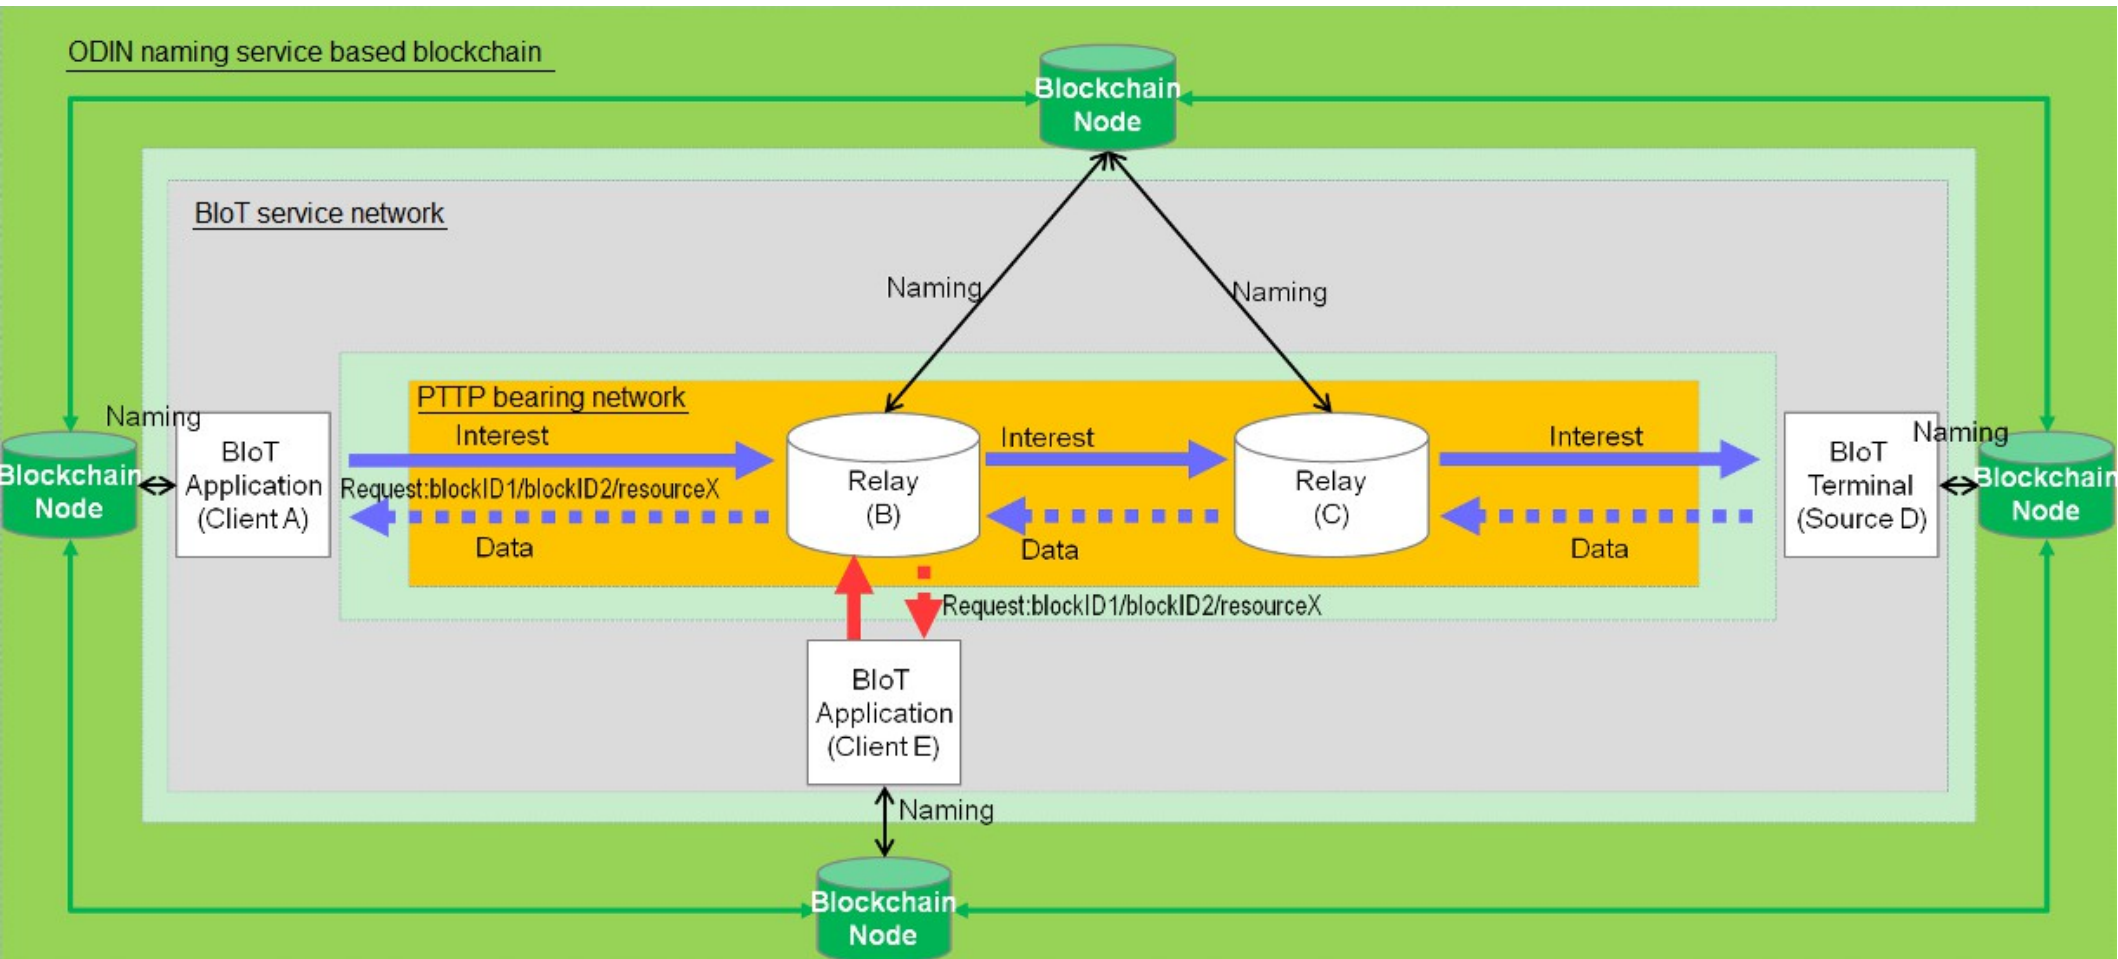 ODIN naming service based blockchain
Blockchain
Node
BIoT service network
Naming
Naming
PTTP bearing network
Naming
Interest
Interest
Interest
Naming
Blockchain
Node
BIoT
Application
(Client A)
Request:blockID1/blockID2/resourceX
Relay
(B)
Relay
(C)
BIoT
Terminal
(Source D)
Blockchain
Node
Data
Data
Data
Request:blockID1/blockID2/resourceX
BIoT
Application
(Client E)
Naming
Blockchain
Node